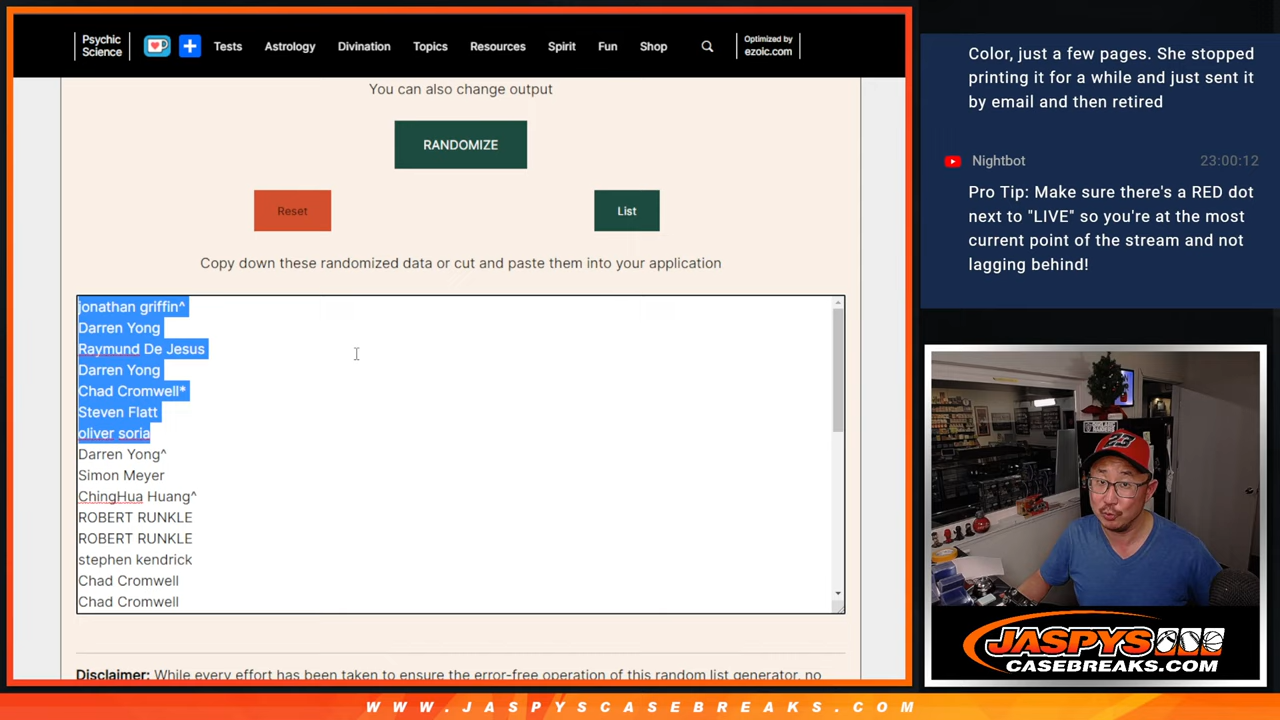 Psychic
Science
Tests
Astrology
Divination
Topics
Resources
Spirit
Fun
Shop
Optimized by
ezoic.com
You can also change output
RANDOMIZE
Reset
List
Copy down these randomized data or cut and paste them into your application
jonathan griffin^
Darren Yong
Raymund De Jesus
Darren Yong
Chad Cromwell*
Steven Flatt
oliver soria
Darren Yong^
Simon Meyer
ChingHua Huang^
ROBERT RUNKLE
ROBERT RUNKLE
stephen kendrick
Chad Cromwell
Chad Cromwell
Disclaimer: While every effort has been taken to ensure the error-free operation of this random list generator, no
Color, just a few pages. She stopped
printing it for a while and just sent it
by email and then retired
Nightbot
23:00:12
Pro Tip: Make sure there's a RED dot
next to "LIVE" so you're at the most
current point of the stream and not
lagging behind!
23
JASPYS
CASEBREAKS.COM
WWW.JASPYSCASEBREAKS.COM